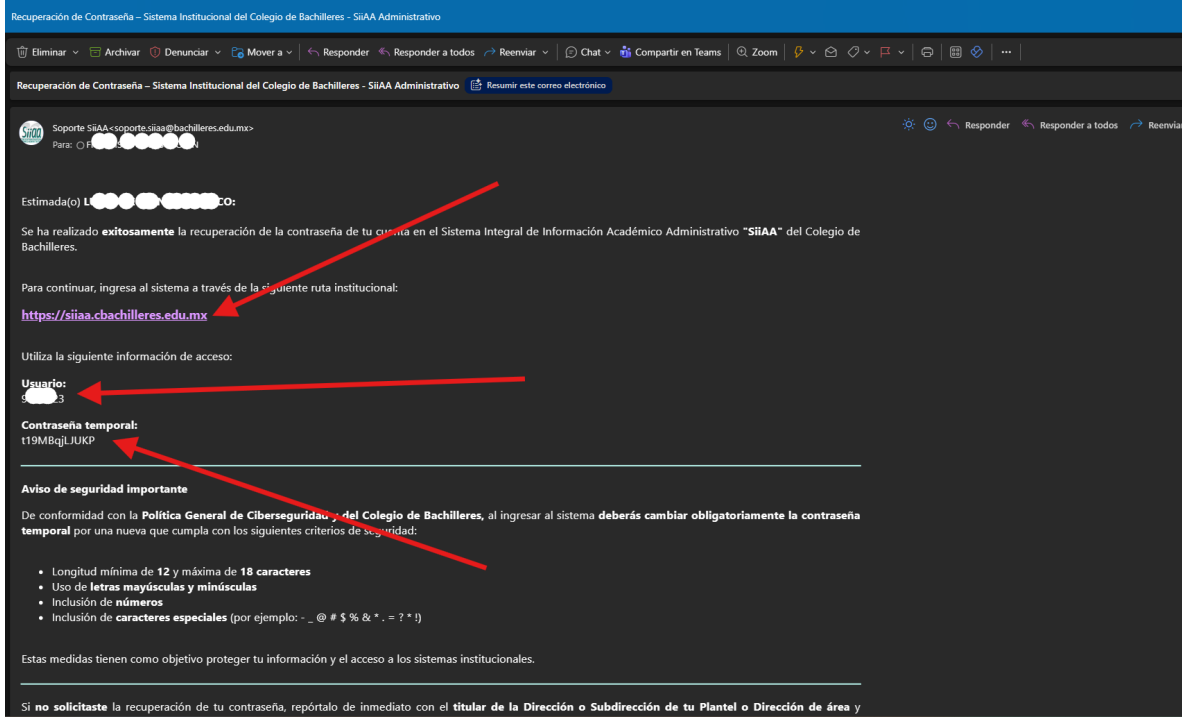 Recuperación de Contraseña – Sistema Institucional del Colegio de Bachilleres - SiiAA Administrativo
Eliminar Archivar Denunciar Mover a Responder Responder a todos Reenviar Chat Compartir en Teams Zoom
Recuperación de Contraseña – Sistema Institucional del Colegio de Bachilleres - SiiAA Administrativo Resumir este correo electrónico
Siiaa
Soporte SiiAA<soporte.siiaa@bachilleres.edu.mx>
Responder Responder a todos Reenviar
Para:
Estimada(o)
Se ha realizado exitosamente la recuperación de la contraseña de tu cuenta en el Sistema Integral de Información Académico Administrativo "SiiAA" del Colegio de
Bachilleres.
Para continuar, ingresa al sistema a través de la siguiente ruta institucional:
https://siiaa.cbachilleres.edu.mx
Utiliza la siguiente información de acceso:
Usuario:
Contraseña temporal:
t19MBqjLJUKP
Aviso de seguridad importante
De conformidad con la Política General de Ciberseguridad y del Colegio de Bachilleres, al ingresar al sistema deberás cambiar obligatoriamente la contraseña
temporal por una nueva que cumpla con los siguientes criterios de seguridad:
• Longitud mínima de 12 y máxima de 18 caracteres
• Uso de letras mayúsculas y minúsculas
• Inclusión de números
• Inclusión de caracteres especiales (por ejemplo: - _ @ # $ % & * . = ? * !)
Estas medidas tienen como objetivo proteger tu información y el acceso a los sistemas institucionales.
Si no solicitaste la recuperación de tu contraseña, repórtalo de inmediato con el titular de la Dirección o Subdirección de tu Plantel o Dirección de área y